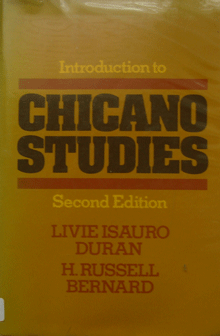 Introduction to
CHICANO
STUDIES
Second Edition
LIVIE ISAURO
DURAN
H. RUSSELL
BERNARD